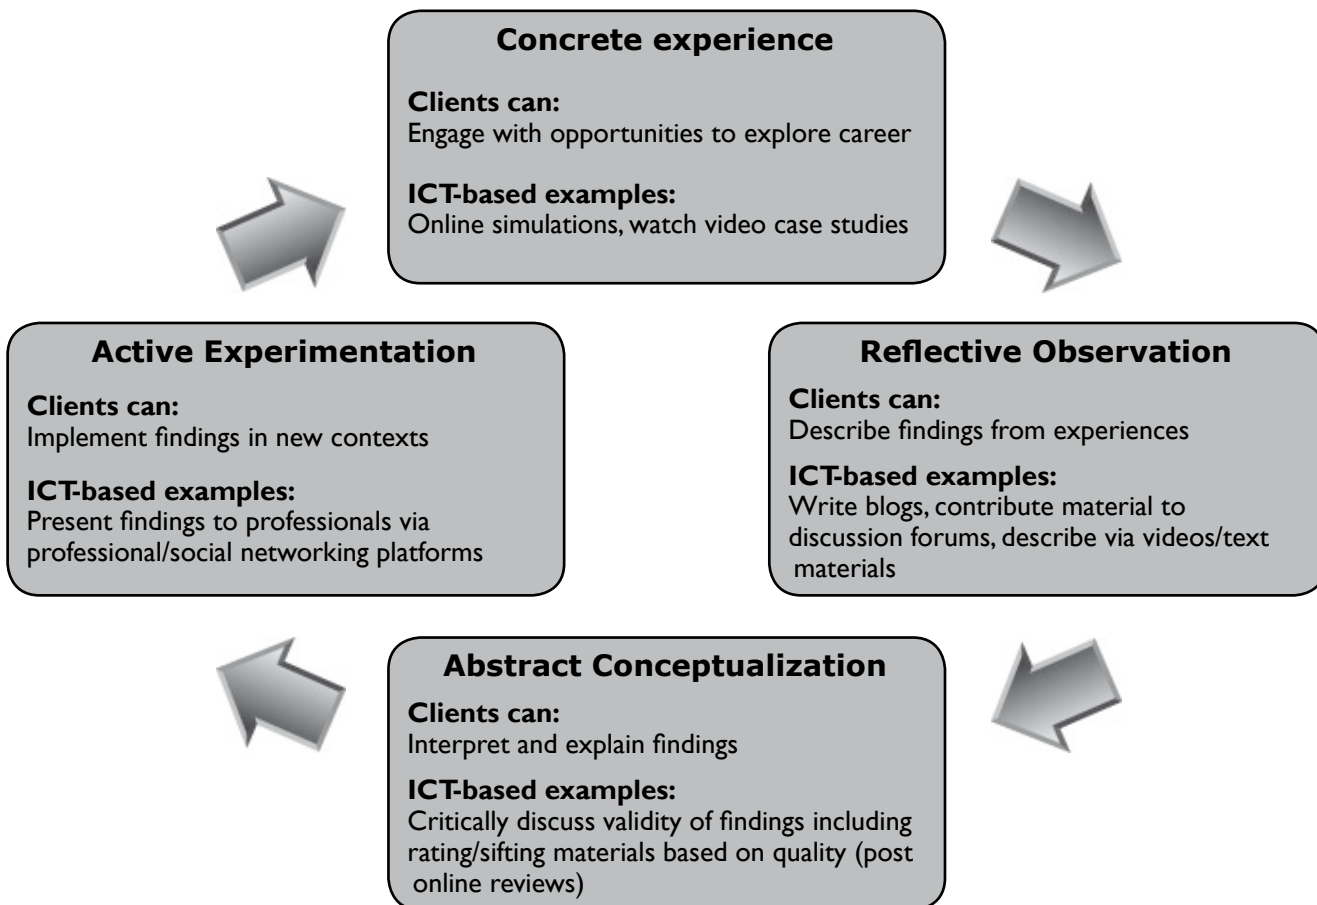 Concrete experience
Clients can:
Engage with opportunities to explore career
ICT-based examples:
Online simulations, watch video case studies
Active Experimentation
Clients can:
Implement findings in new contexts
ICT-based examples:
Present findings to professionals via
professional/social networking platforms
Reflective Observation
Clients can:
Describe findings from experiences
ICT-based examples:
Write blogs, contribute material to
discussion forums, describe via videos/text
materials
Abstract Conceptualization
Clients can:
Interpret and explain findings
ICT-based examples:
Critically discuss validity of findings including
rating/sifting materials based on quality (post
online reviews)